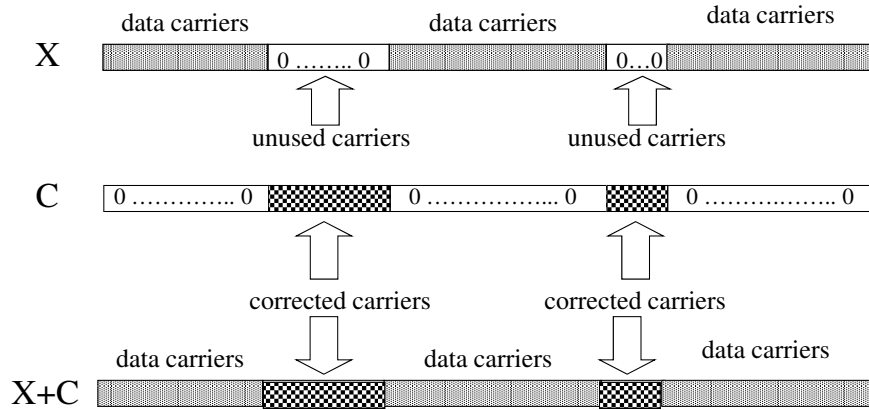 data carriers data carriers data carriers
X 0 …….. 0 0…0
unused carriers unused carriers
C 0 ………….. 0 0 ……………... 0 0 ………..…….. 0
corrected carriers corrected carriers
data carriers data carriers data carriers
X+C